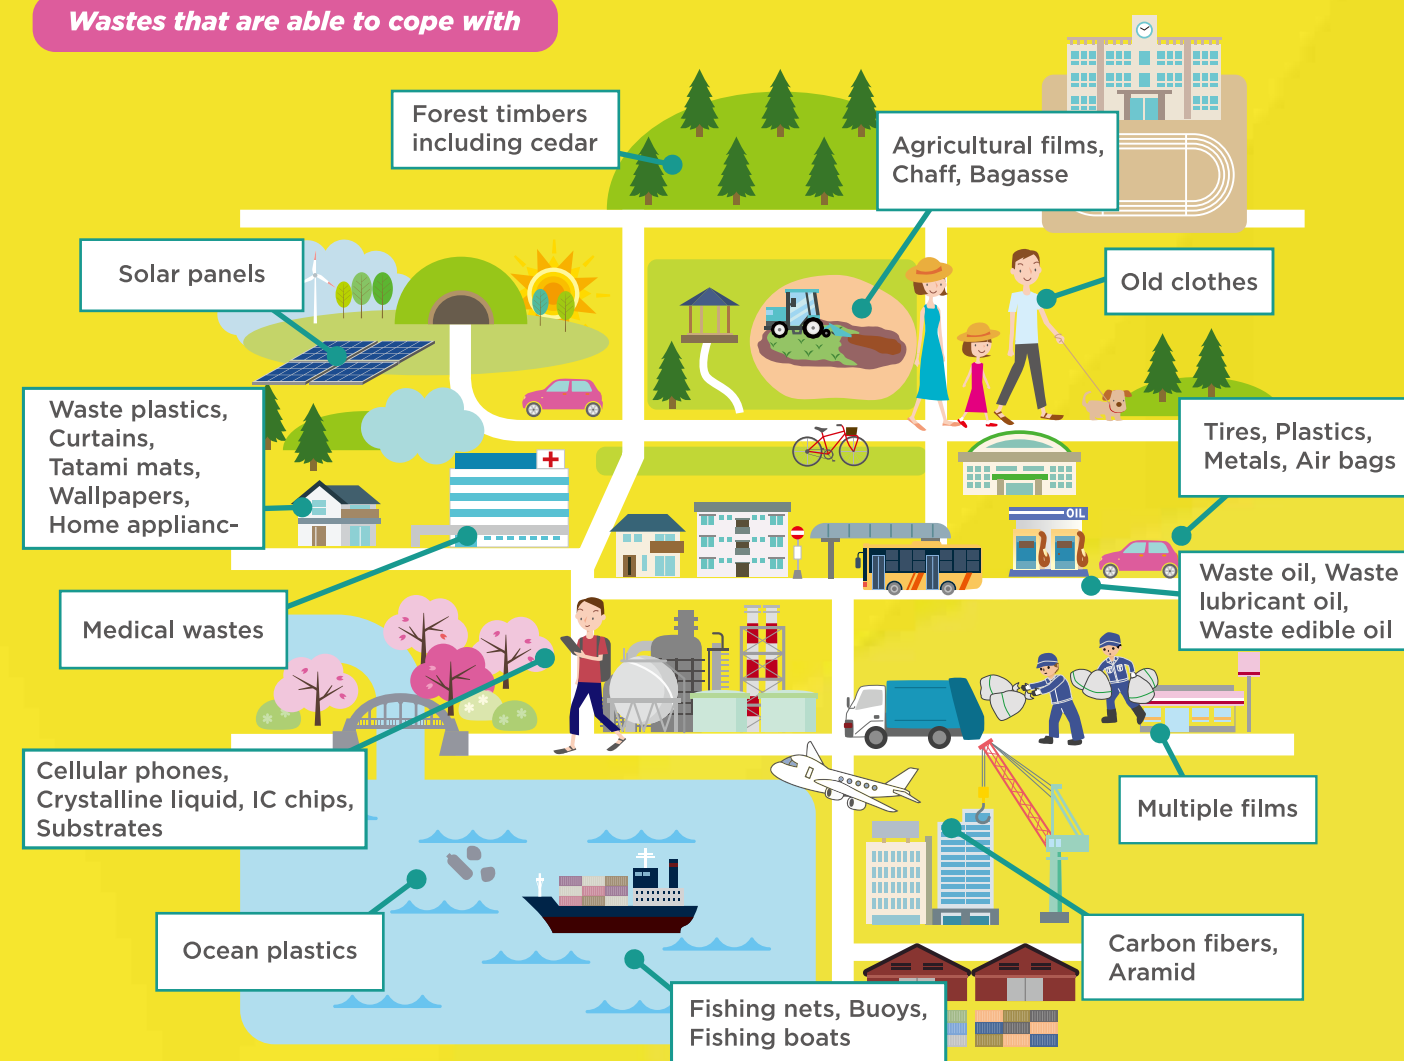 Wastes that are able to cope with
Forest timbers
including cedar
Agricultural films,
Chaff, Bagasse
Solar panels
Old clothes
Waste plastics,
Curtains,
Tatami mats,
Wallpapers,
Home applianc-
Tires, Plastics,
Metals, Air bags
OIL
Waste oil, Waste
lubricant oil,
Waste edible oil
Medical wastes
Cellular phones,
Crystalline liquid, IC chips,
Substrates
Multiple films
Ocean plastics
Carbon fibers,
Aramid
Fishing nets, Buoys,
Fishing boats